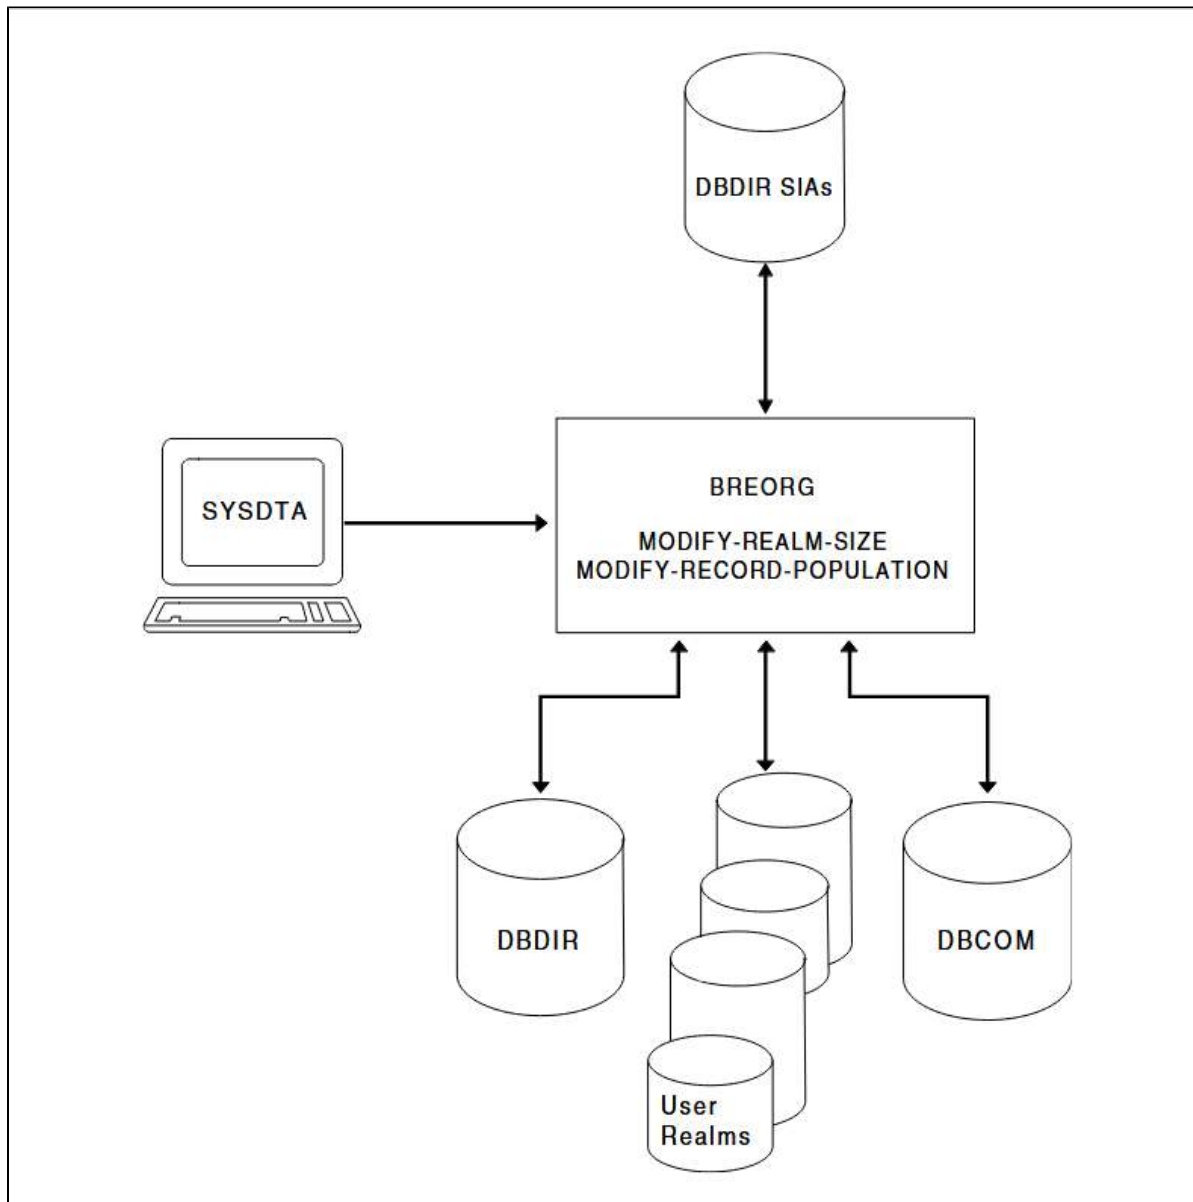 DBDIR SIAs
SYSDTA
BREORG
MODIFY-REALM-SIZE
MODIFY-RECORD-POPULATION
DBDIR
User
Realms
DBCOM